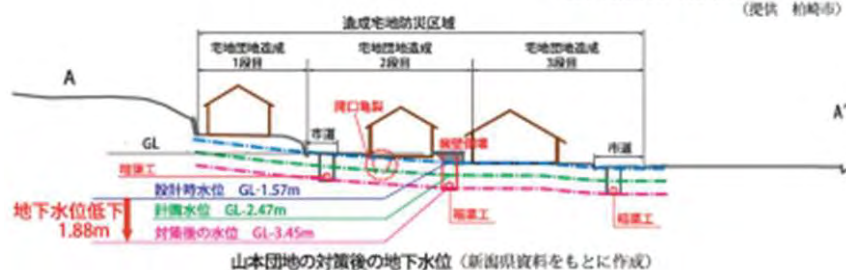 (提供 柏崎市)
造成宅地防災区域
宅地団地造成
1段目
宅地団地造成
2段目
宅地団地造成
3段目
A
A'
開口亀裂
市道
擁壁倒壊
市道
GL
暗渠工
設計時水位 GL-1.57m
計画水位 GL-2.47m
暗渠工
暗渠工
地下水位低下
1.88m
対策後の水位 GL-3.45m
山本団地の対策後の地下水位(新潟県資料をもとに作成)